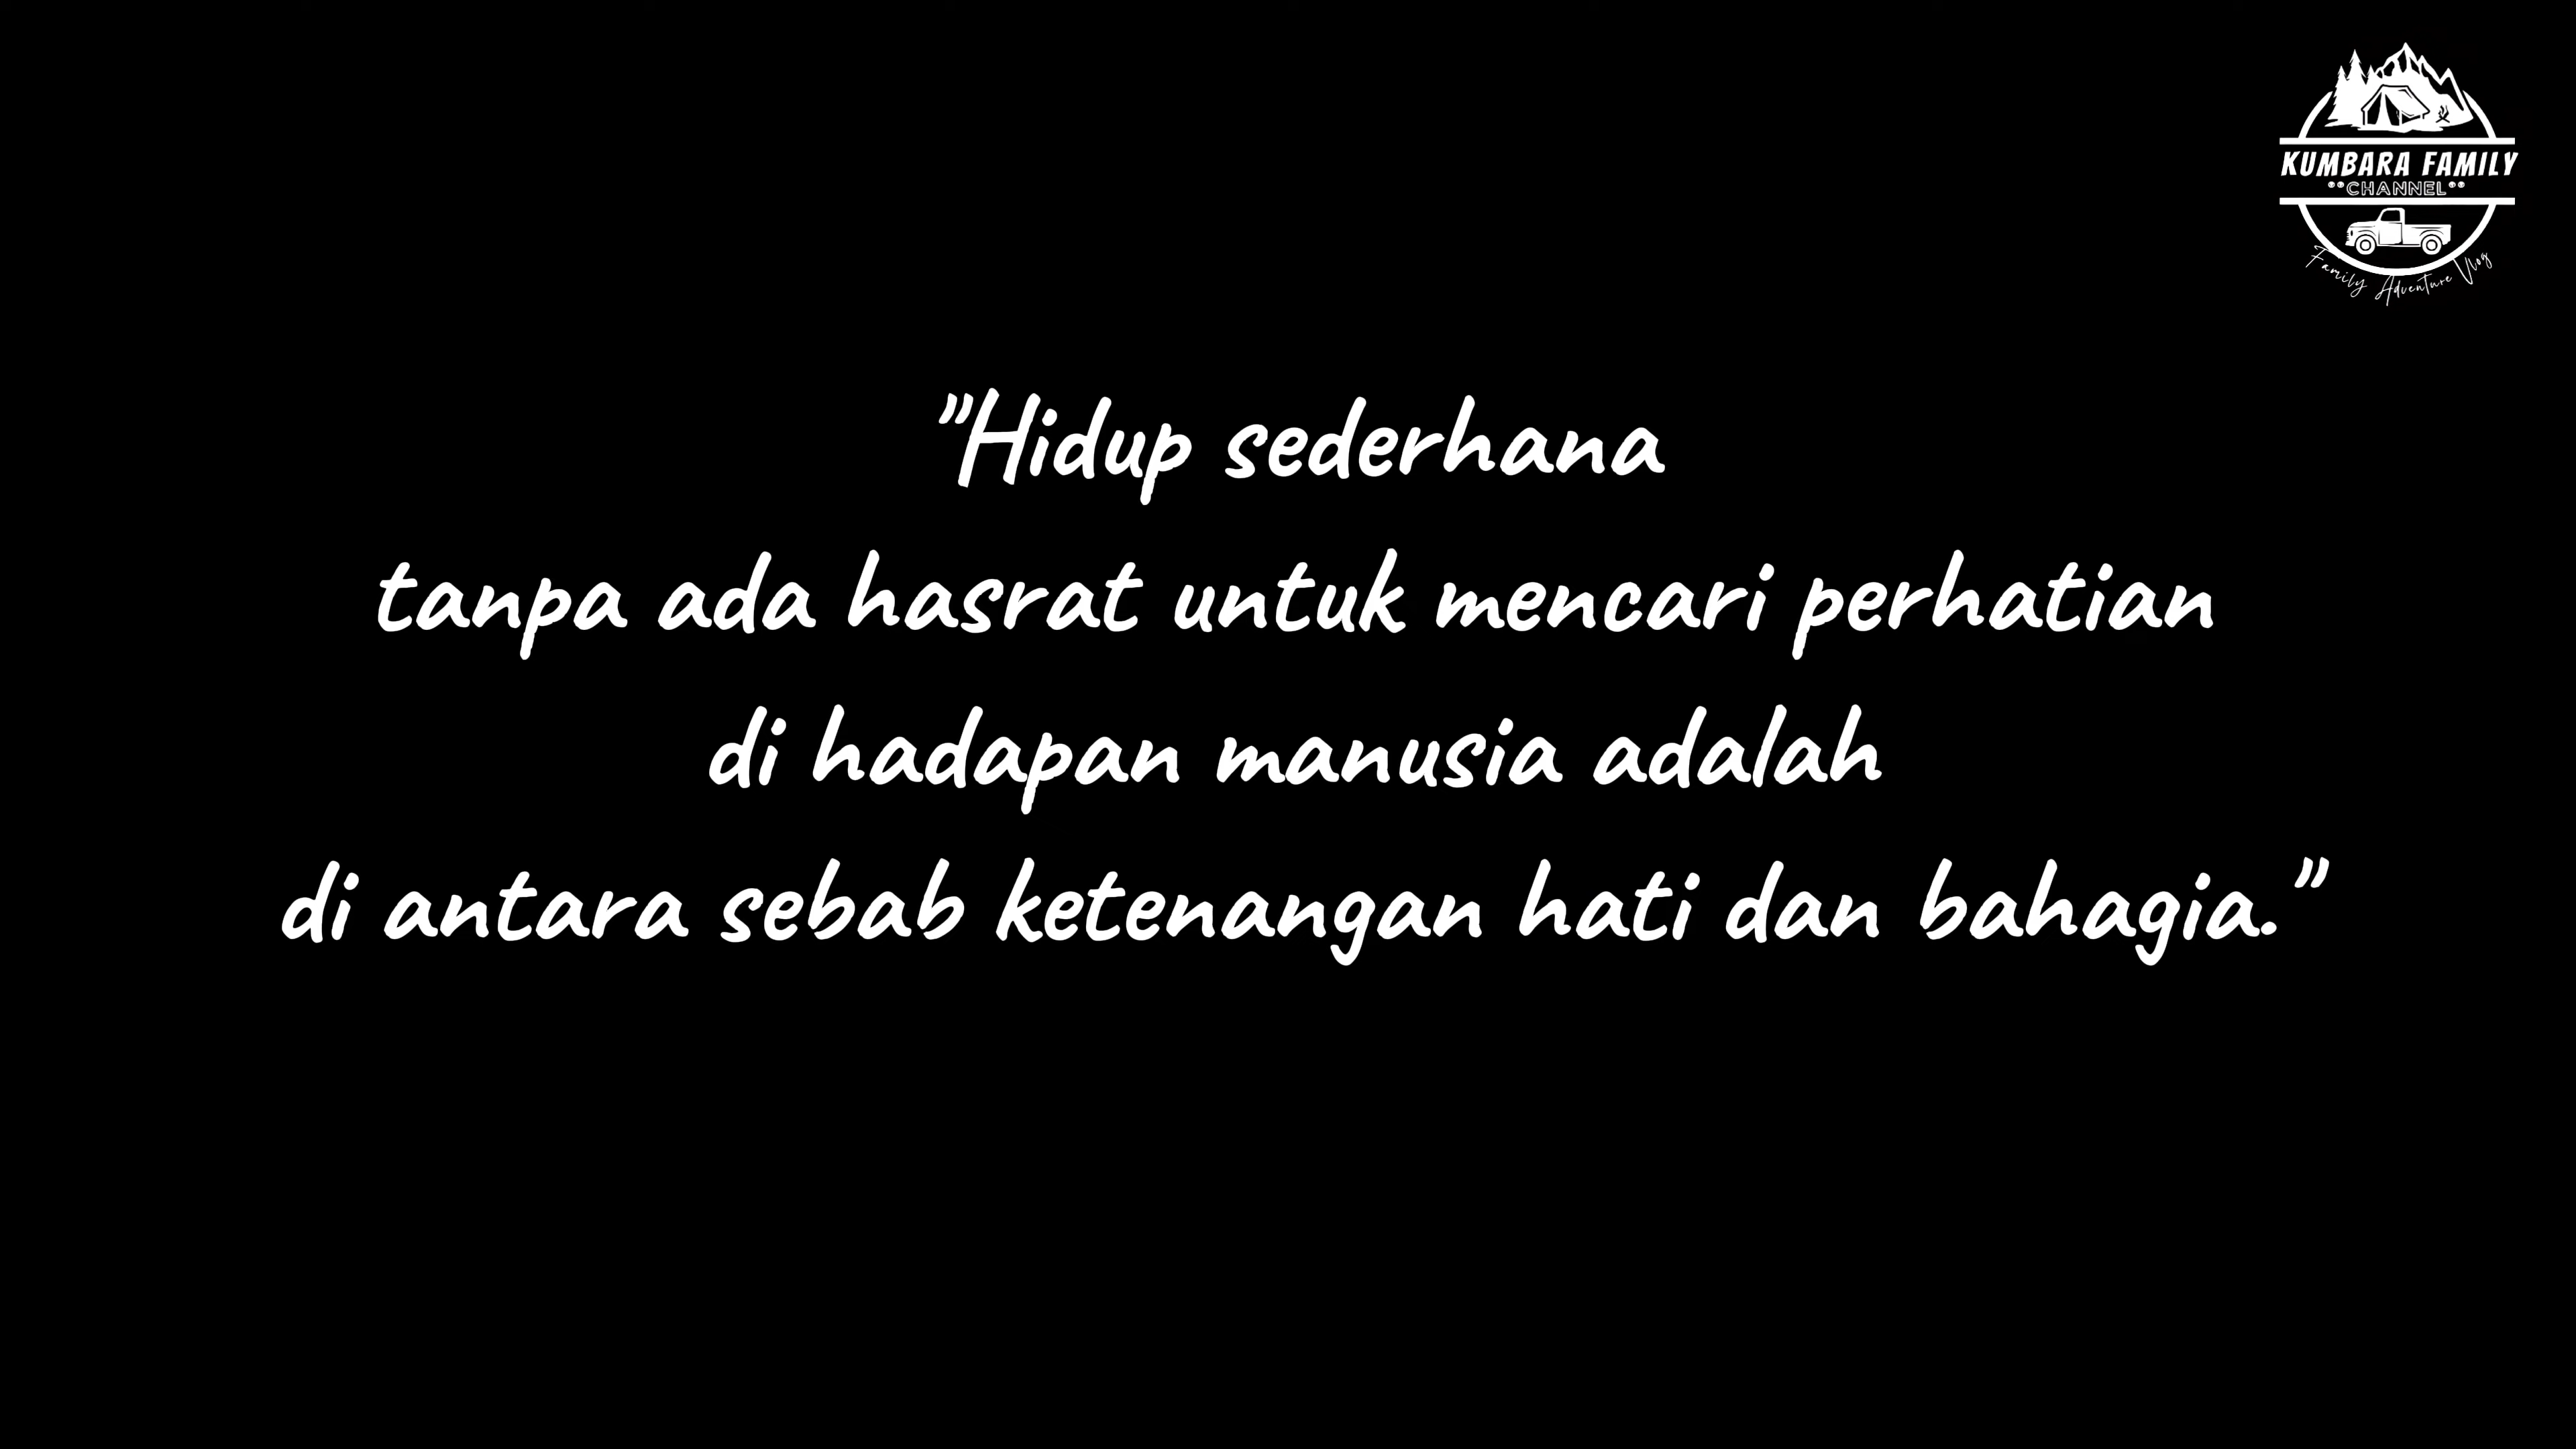 KUMBARA FAMILY
"CHANNEL"
Family Adventure Vlog
"Hidup sederhana
tanpa ada hasrat untuk mencari perhatian
di hadapan manusia adalah
di antara sebab ketenangan hati dan bahagia."